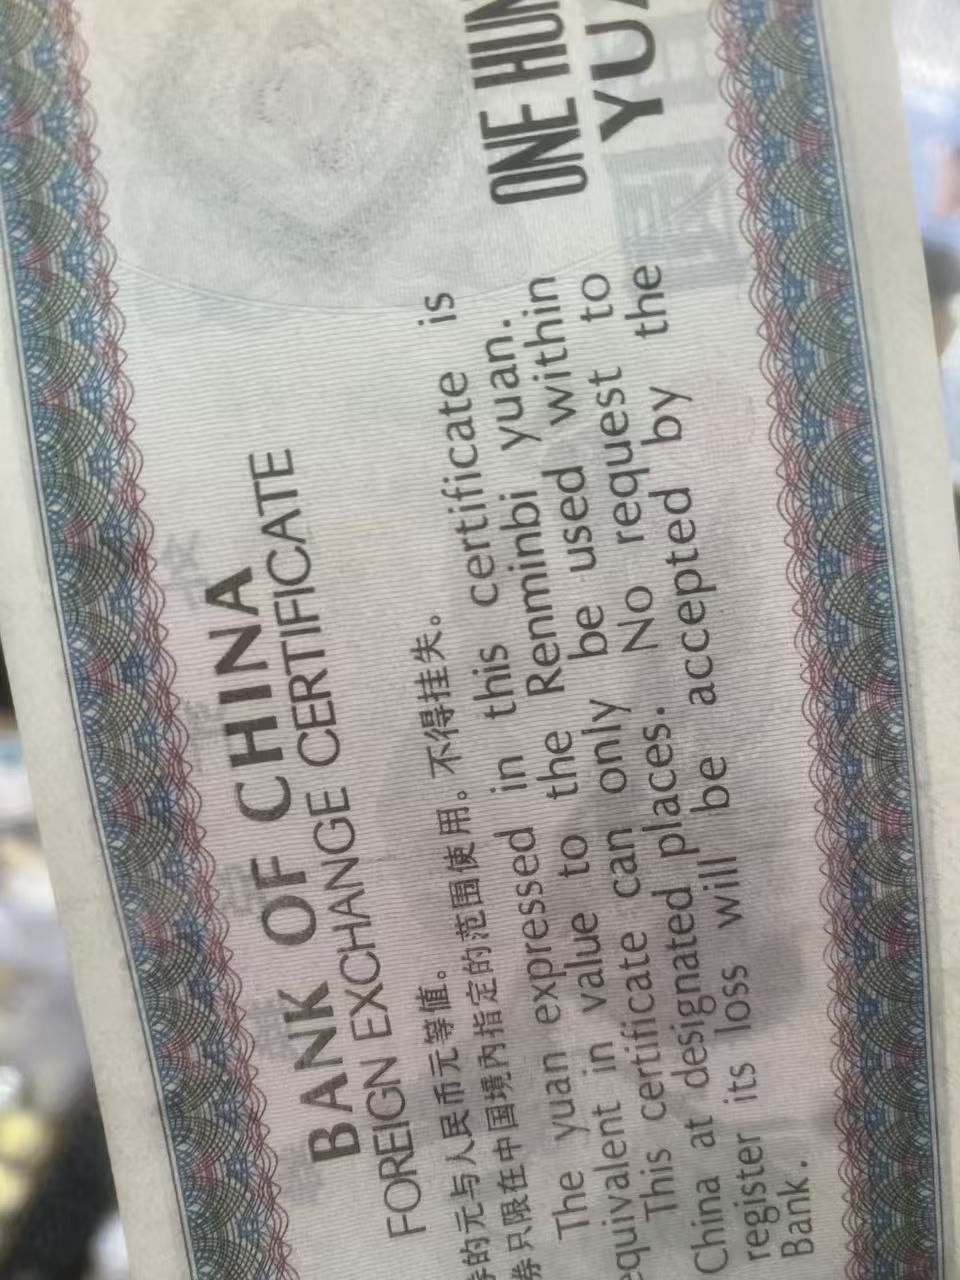 BANK OF CHINA
FOREIGN EXCHANGE CERTIFICATE
券的元与人民币元等值。
券只限在中国境内指定的范围使用。不得挂失。
The yuan expressed in this certificate is
equivalent in value to the Renminbi yuan.
This certificate can only be used within
China at designated places. No request to
register its loss will be accepted by the
Bank.
ONE